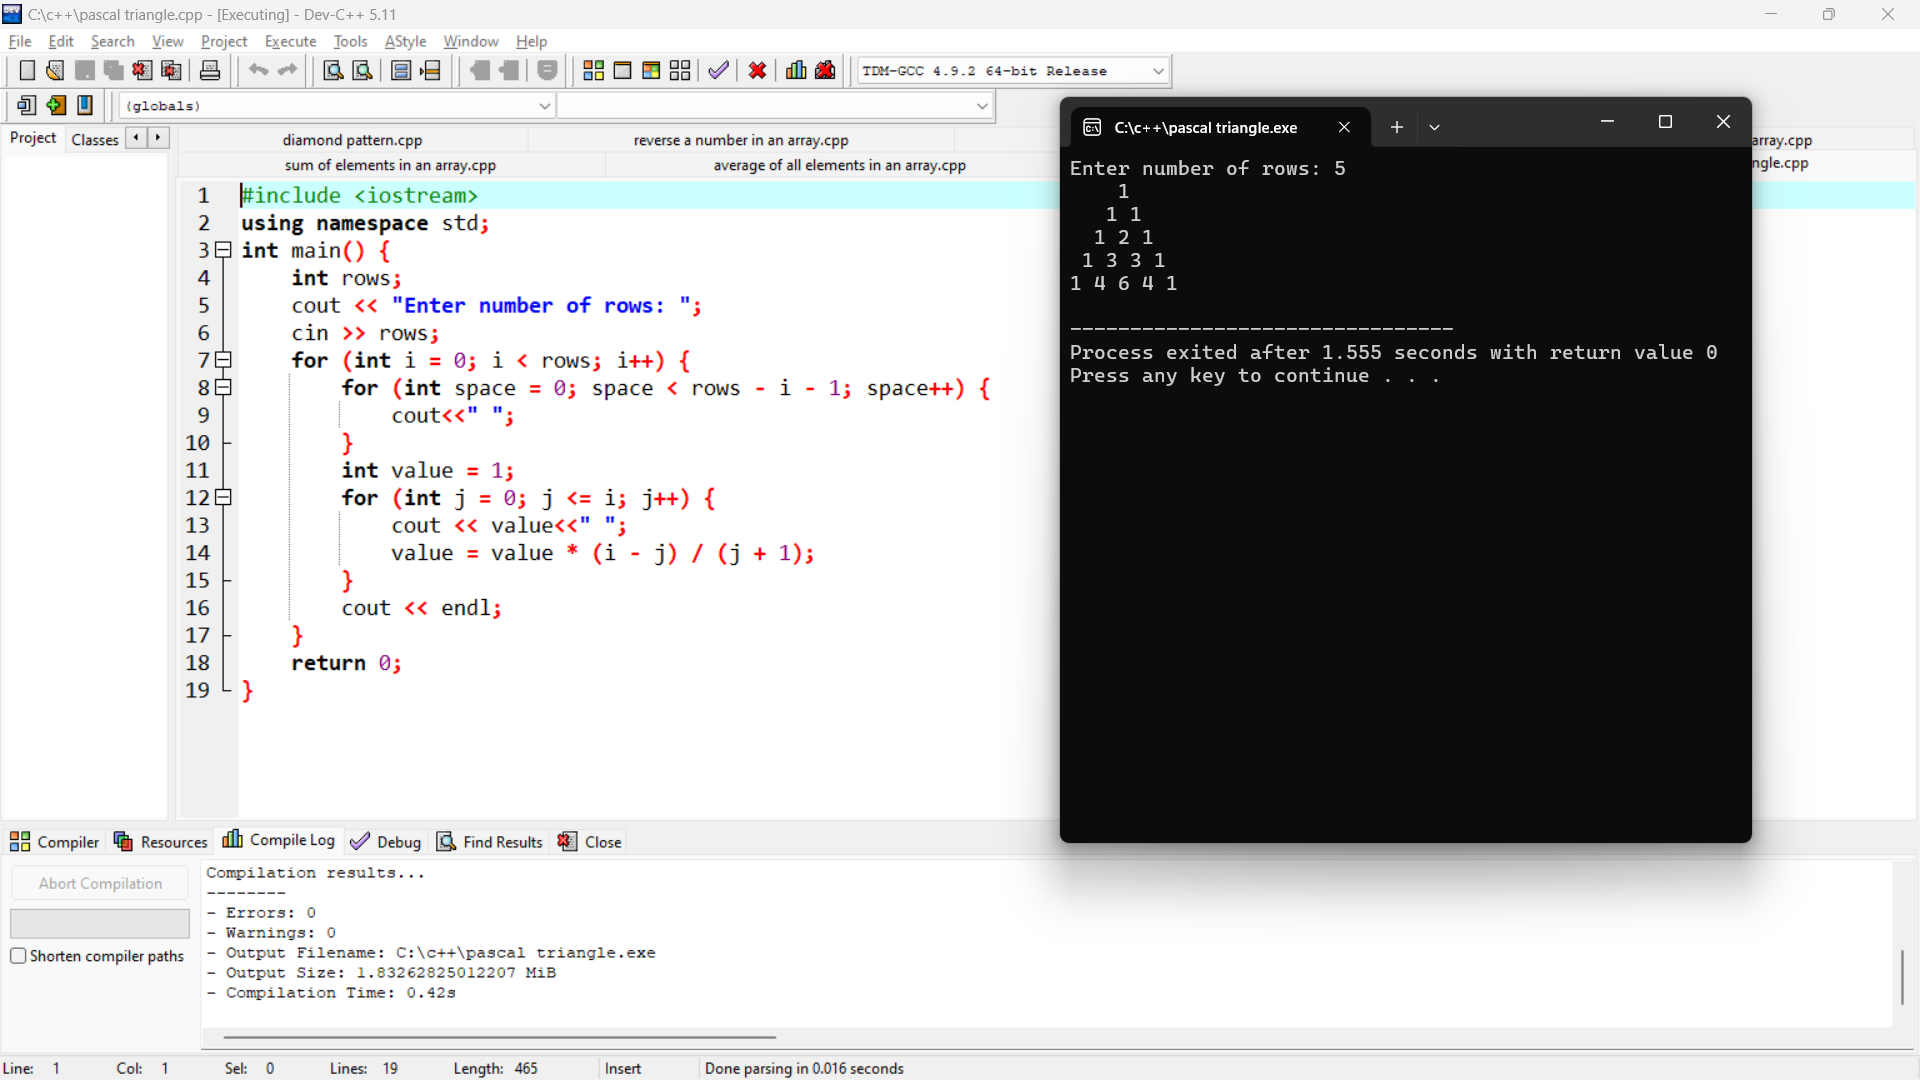 C:\c++\pascal triangle.cpp - [Executing] - Dev-C++ 5.11
File Edit Search View Project Execute Tools AStyle Window Help
TDM-GCC 4.9.2 64-bit Release
(globals)
Project Classes
diamond pattern.cpp reverse a number in an array.cpp array.cpp
sum of elements in an array.cpp average of all elements in an array.cpp ngle.cpp
1 #include <iostream>
2 using namespace std;
3 int main() {
4     int rows;
5     cout << "Enter number of rows: ";
6     cin >> rows;
7     for (int i = 0; i < rows; i++) {
8         for (int space = 0; space < rows - i - 1; space++) {
9             cout<<" ";
10         }
11         int value = 1;
12         for (int j = 0; j <= i; j++) {
13             cout << value<<" ";
14             value = value * (i - j) / (j + 1);
15         }
16         cout << endl;
17     }
18     return 0;
19 }
C:\c++\pascal triangle.exe
Enter number of rows: 5
    1
   1 1
  1 2 1
 1 3 3 1
1 4 6 4 1
--------------------------------
Process exited after 1.555 seconds with return value 0
Press any key to continue . . .
Compiler Resources Compile Log Debug Find Results Close
Abort Compilation
Shorten compiler paths
Compilation results...
--------
- Errors: 0
- Warnings: 0
- Output Filename: C:\c++\pascal triangle.exe
- Output Size: 1.83262825012207 MiB
- Compilation Time: 0.42s
Line: 1 Col: 1 Sel: 0 Lines: 19 Length: 465 Insert Done parsing in 0.016 seconds